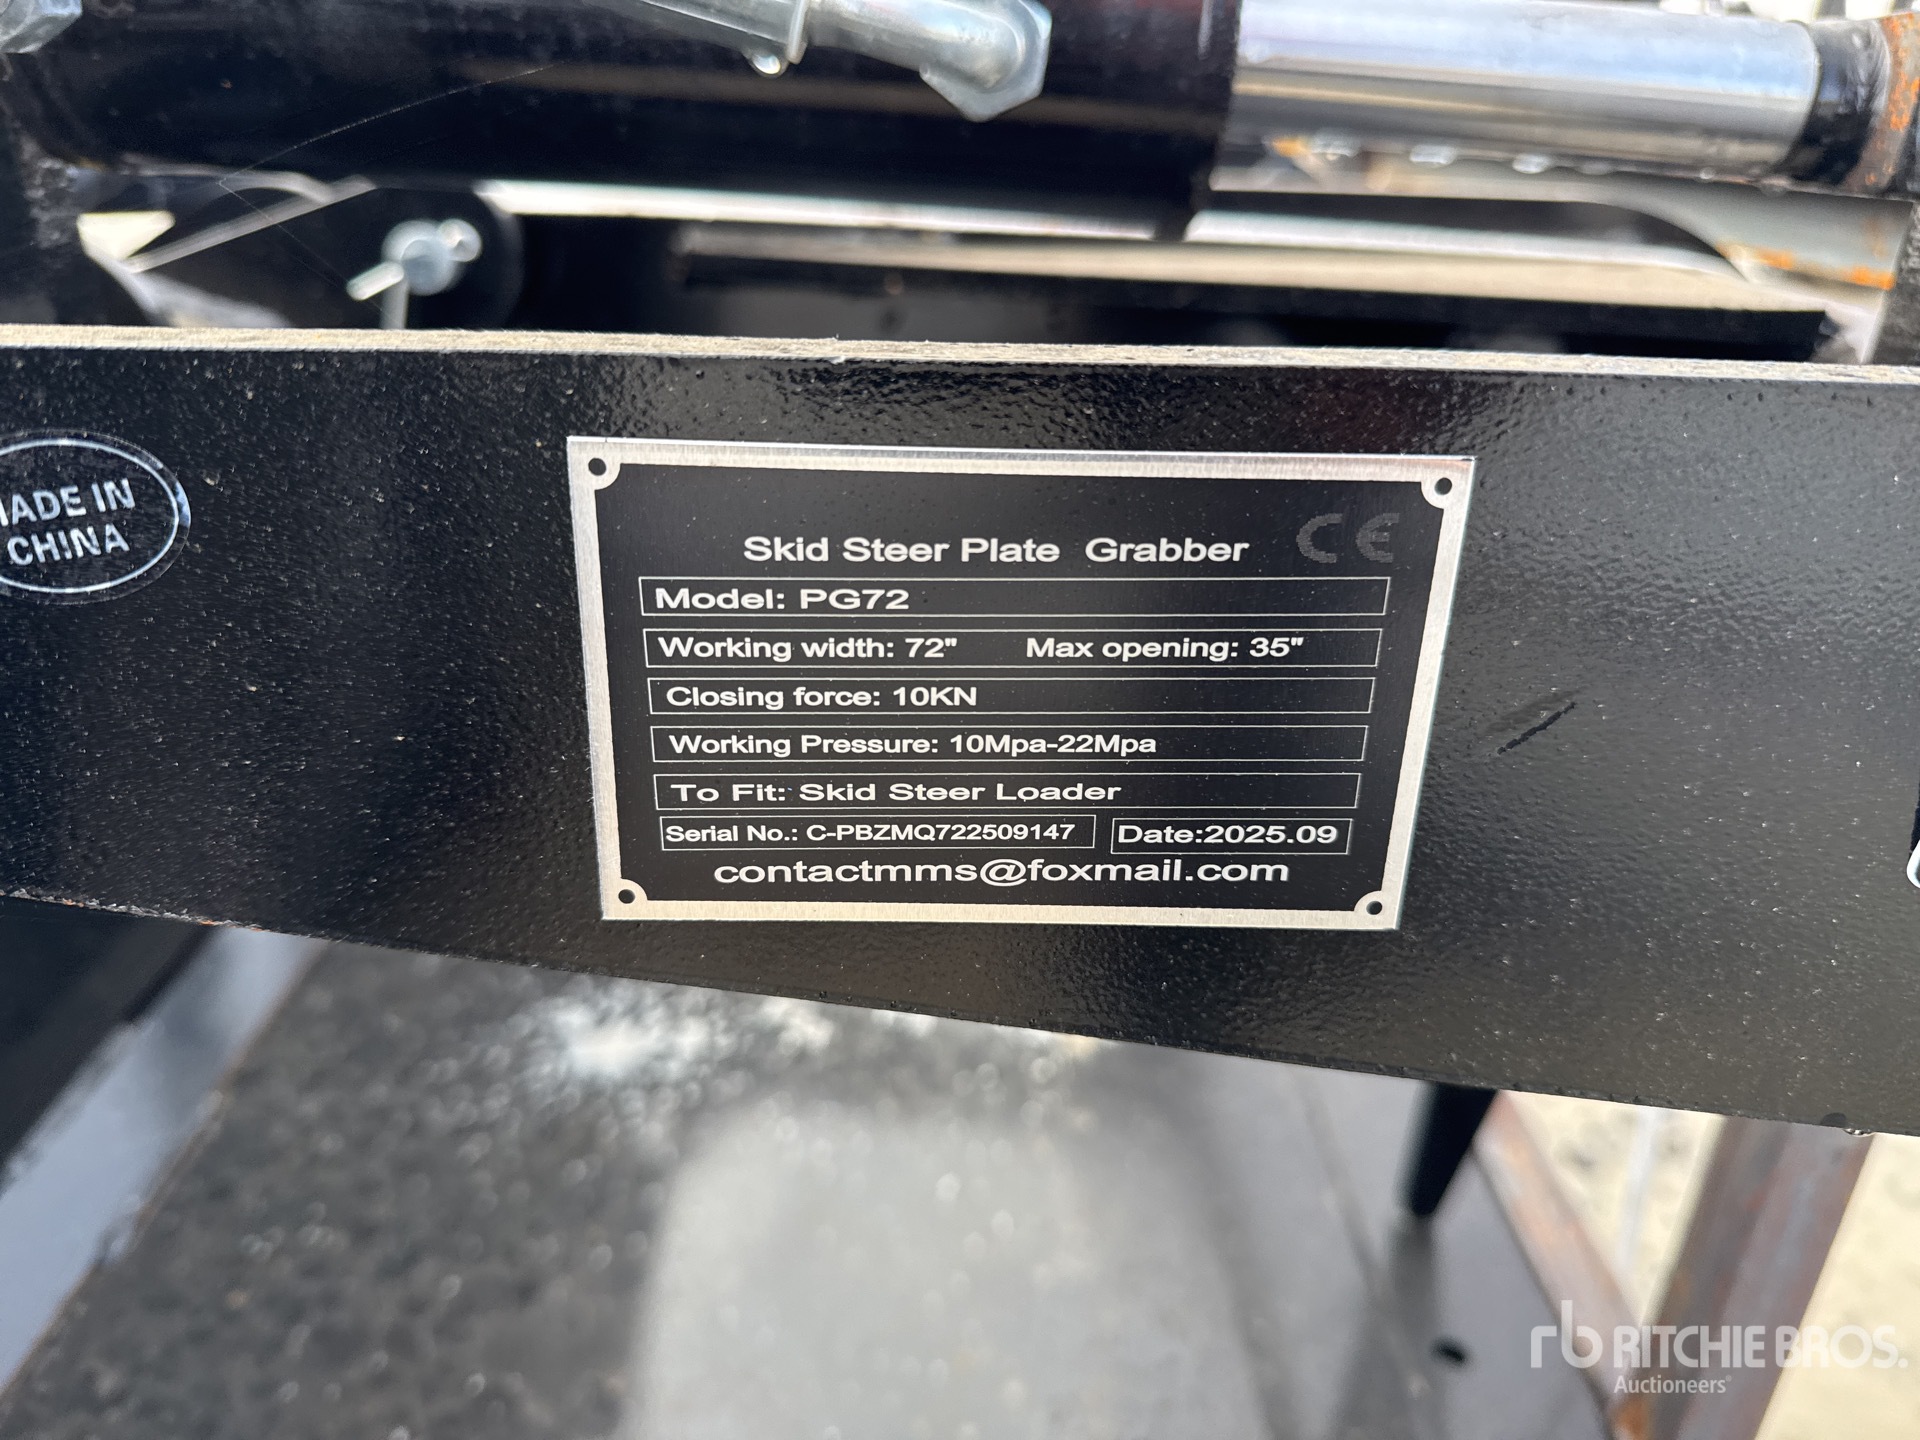 MADE IN
CHINA
Skid Steer Plate Grabber CE
Model: PG72
Working width: 72" Max opening: 35"
Closing force: 10KN
Working Pressure: 10Mpa-22Mpa
To Fit: Skid Steer Loader
Serial No.: C-PBZMQ722509147 Date:2025.09
contactmms@foxmail.com
rb RITCHIE BROS.
Auctioneers